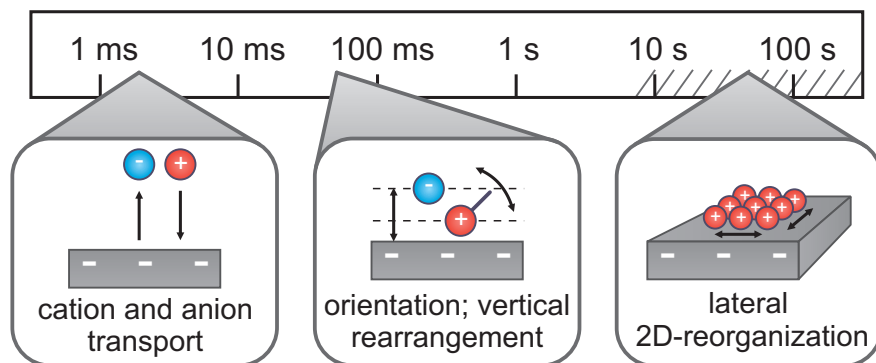 1 ms 10 ms 100 ms 1 s 10 s 100 s
- +
- - -
cation and anion
transport
-
+
- - -
orientation; vertical
rearrangement
+ + +
+ + +
+ + +
- - -
lateral
2D-reorganization